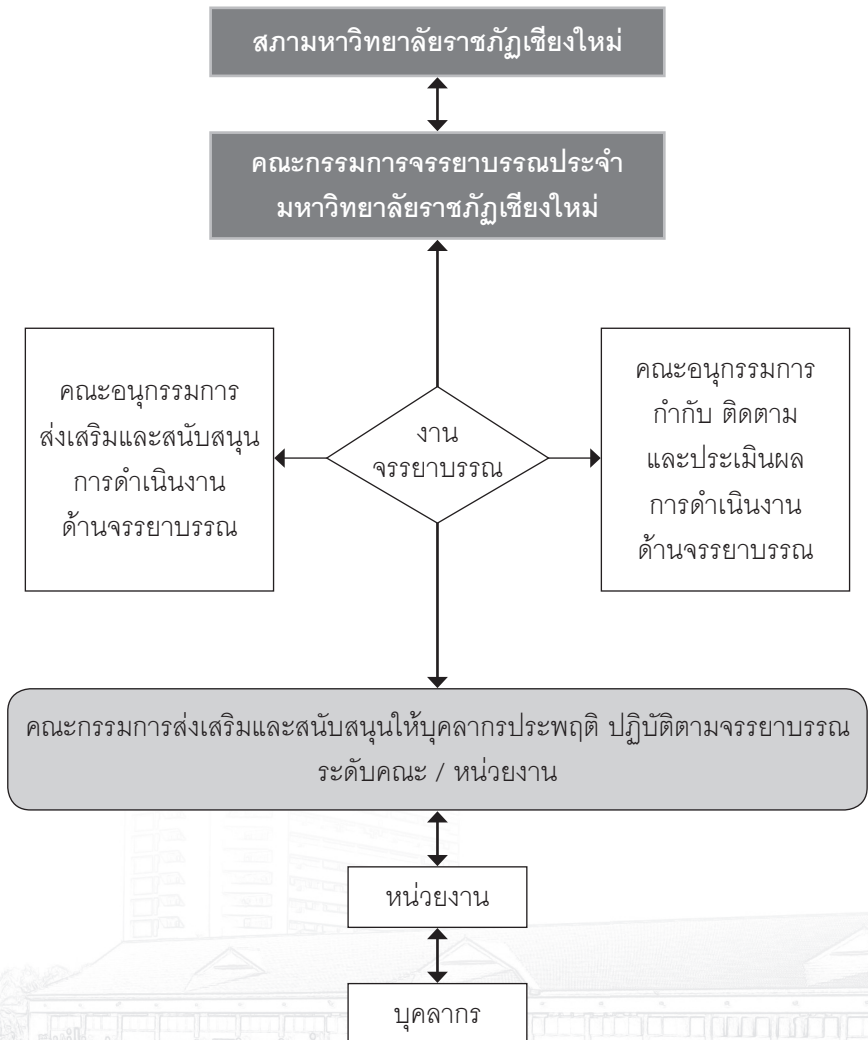 สภามหาวิทยาลัยราชภัฏเชียงใหม่
คณะกรรมการจรรยาบรรณประจำ
มหาวิทยาลัยราชภัฏเชียงใหม่
คณะอนุกรรมการ
ส่งเสริมและสนับสนุน
การดำเนินงาน
ด้านจรรยาบรรณ
งาน
จรรยาบรรณ
คณะอนุกรรมการ
กำกับ ติดตาม
และประเมินผล
การดำเนินงาน
ด้านจรรยาบรรณ
คณะกรรมการส่งเสริมและสนับสนุนให้บุคลากรประพฤติ ปฏิบัติตามจรรยาบรรณ
ระดับคณะ / หน่วยงาน
หน่วยงาน
บุคลากร